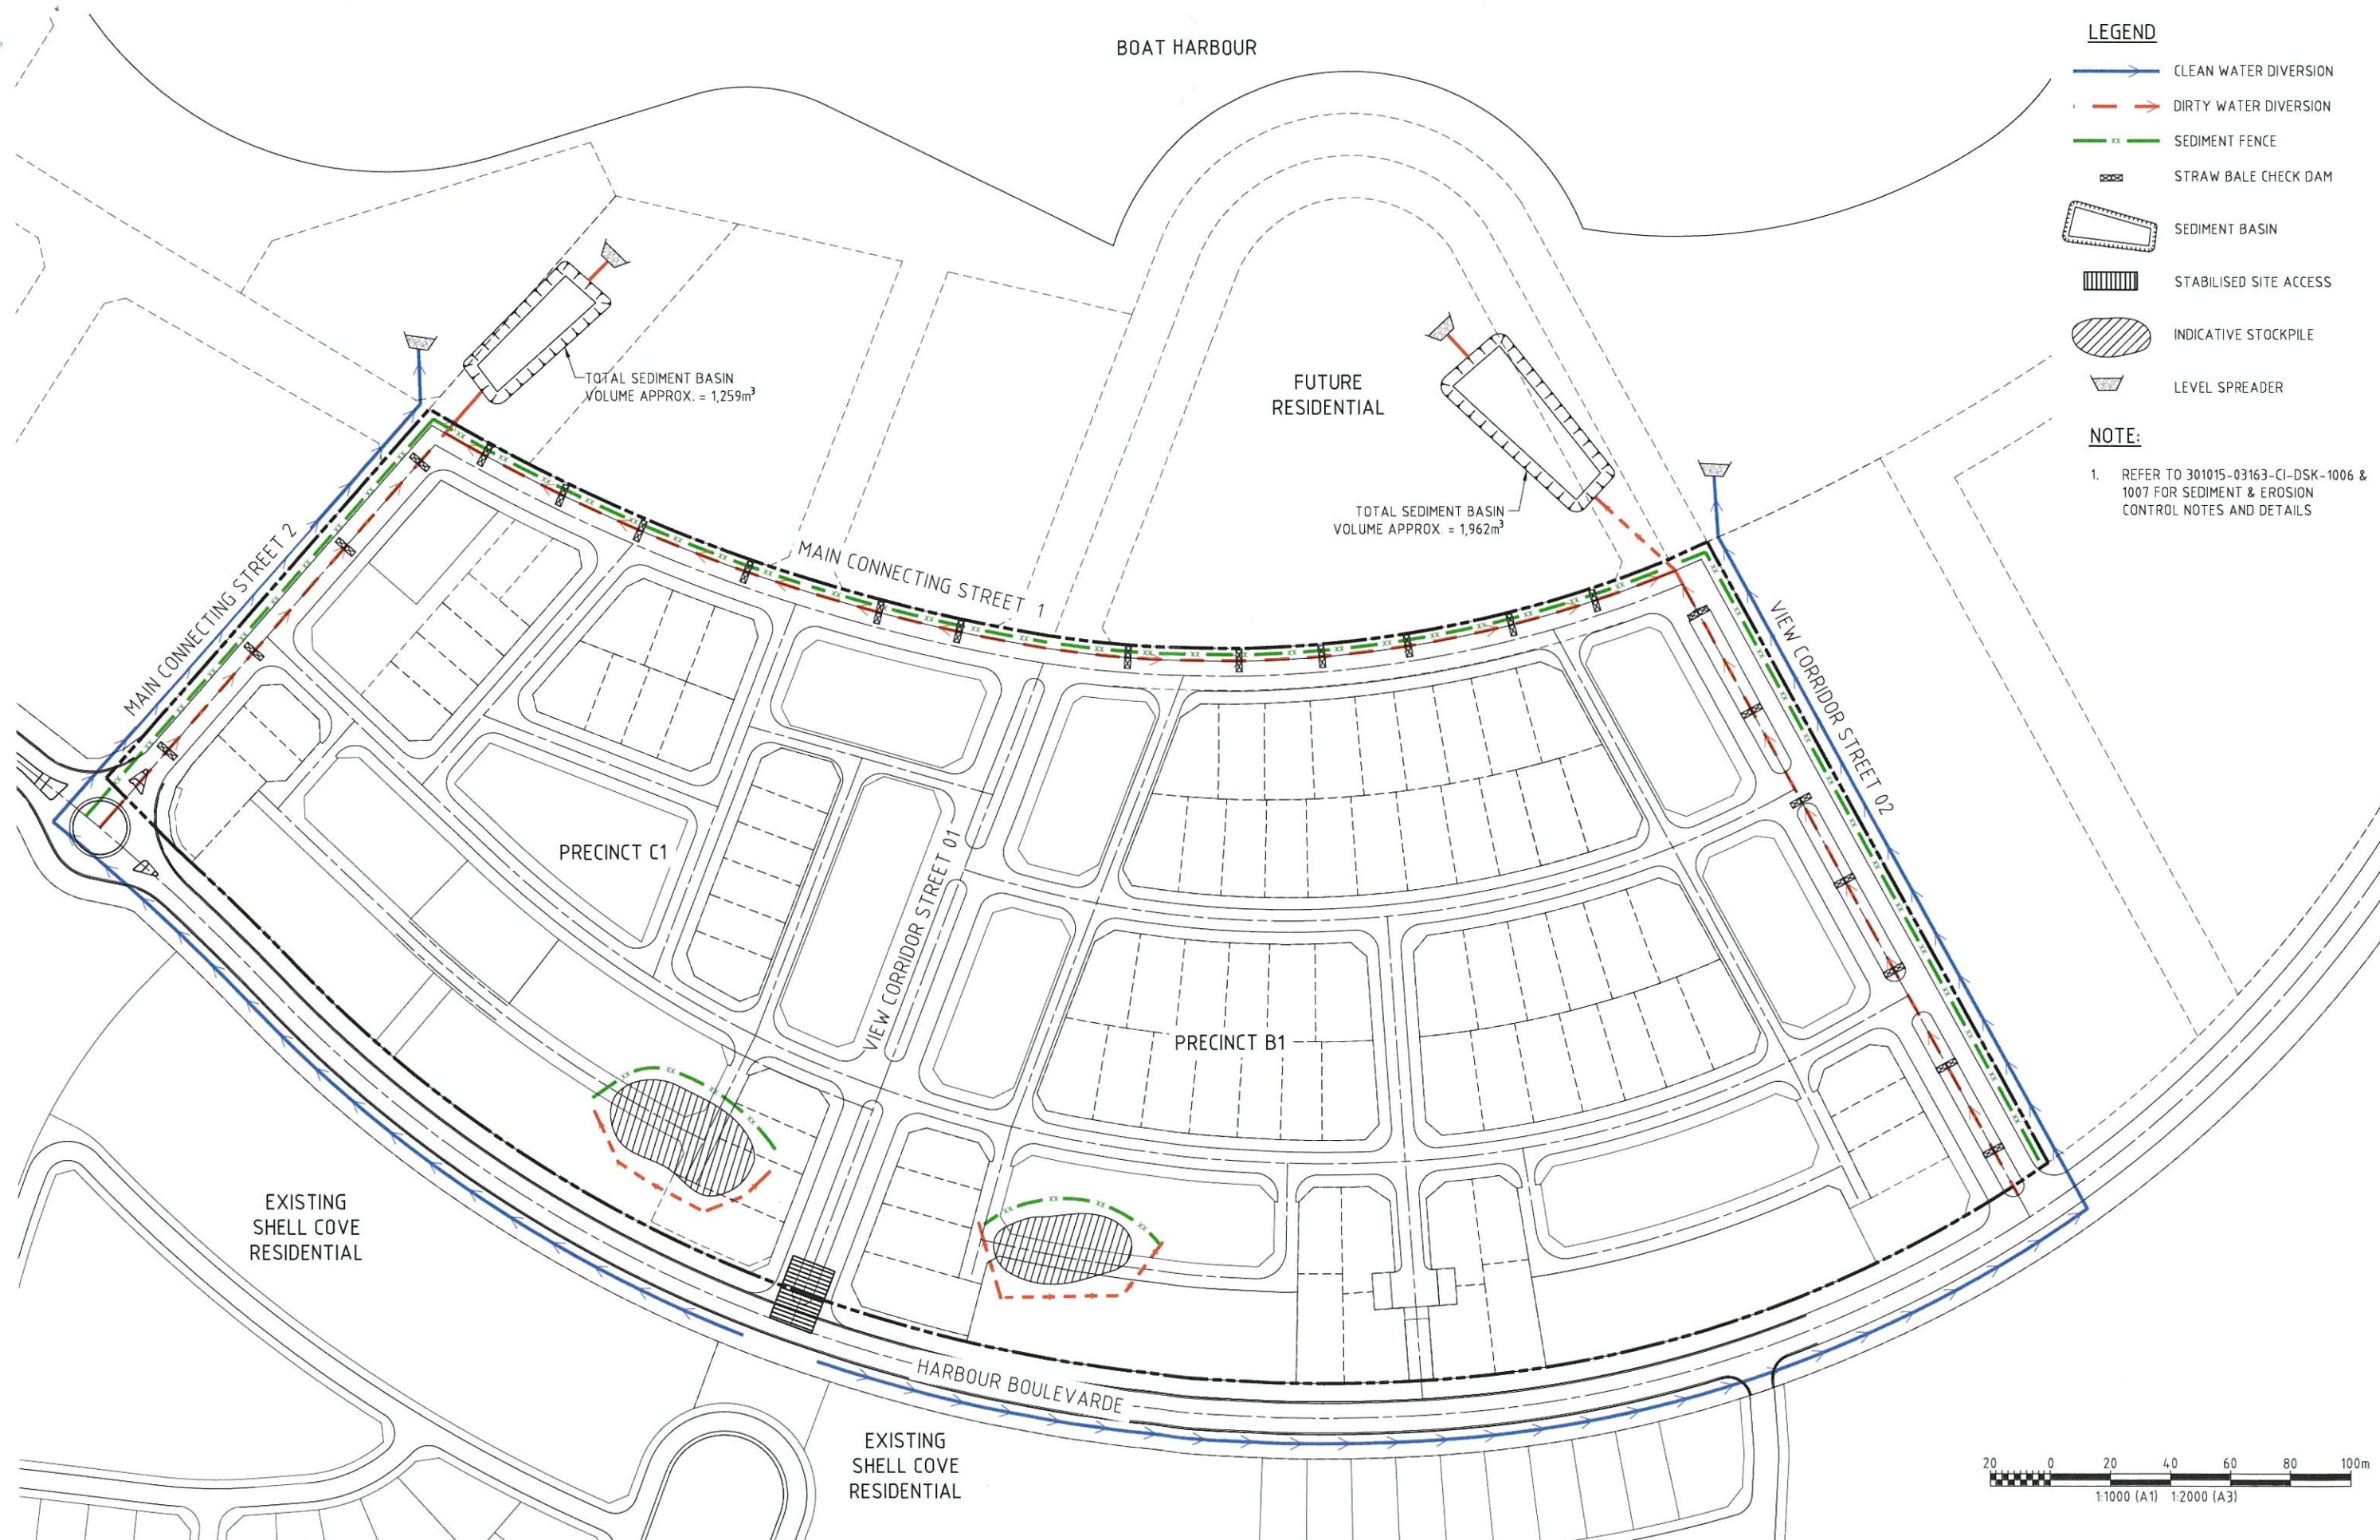 BOAT HARBOUR
LEGEND
CLEAN WATER DIVERSION
DIRTY WATER DIVERSION
SEDIMENT FENCE
STRAW BALE CHECK DAM
SEDIMENT BASIN
STABILISED SITE ACCESS
INDICATIVE STOCKPILE
LEVEL SPREADER
NOTE:
1. REFER TO 301015-03163-CI-DSK-1006 &
1007 FOR SEDIMENT & EROSION
CONTROL NOTES AND DETAILS
TOTAL SEDIMENT BASIN
VOLUME APPROX. = 1,259m³
FUTURE
RESIDENTIAL
TOTAL SEDIMENT BASIN
VOLUME APPROX. = 1,962m³
MAIN CONNECTING STREET 2
MAIN CONNECTING STREET 1
VIEW CORRIDOR STREET 02
PRECINCT C1
VIEW CORRIDOR STREET 01
PRECINCT B1
EXISTING
SHELL COVE
RESIDENTIAL
HARBOUR BOULEVARDE
EXISTING
SHELL COVE
RESIDENTIAL
20 0 20 40 60 80 100m
1:1000 (A1) 1:2000 (A3)